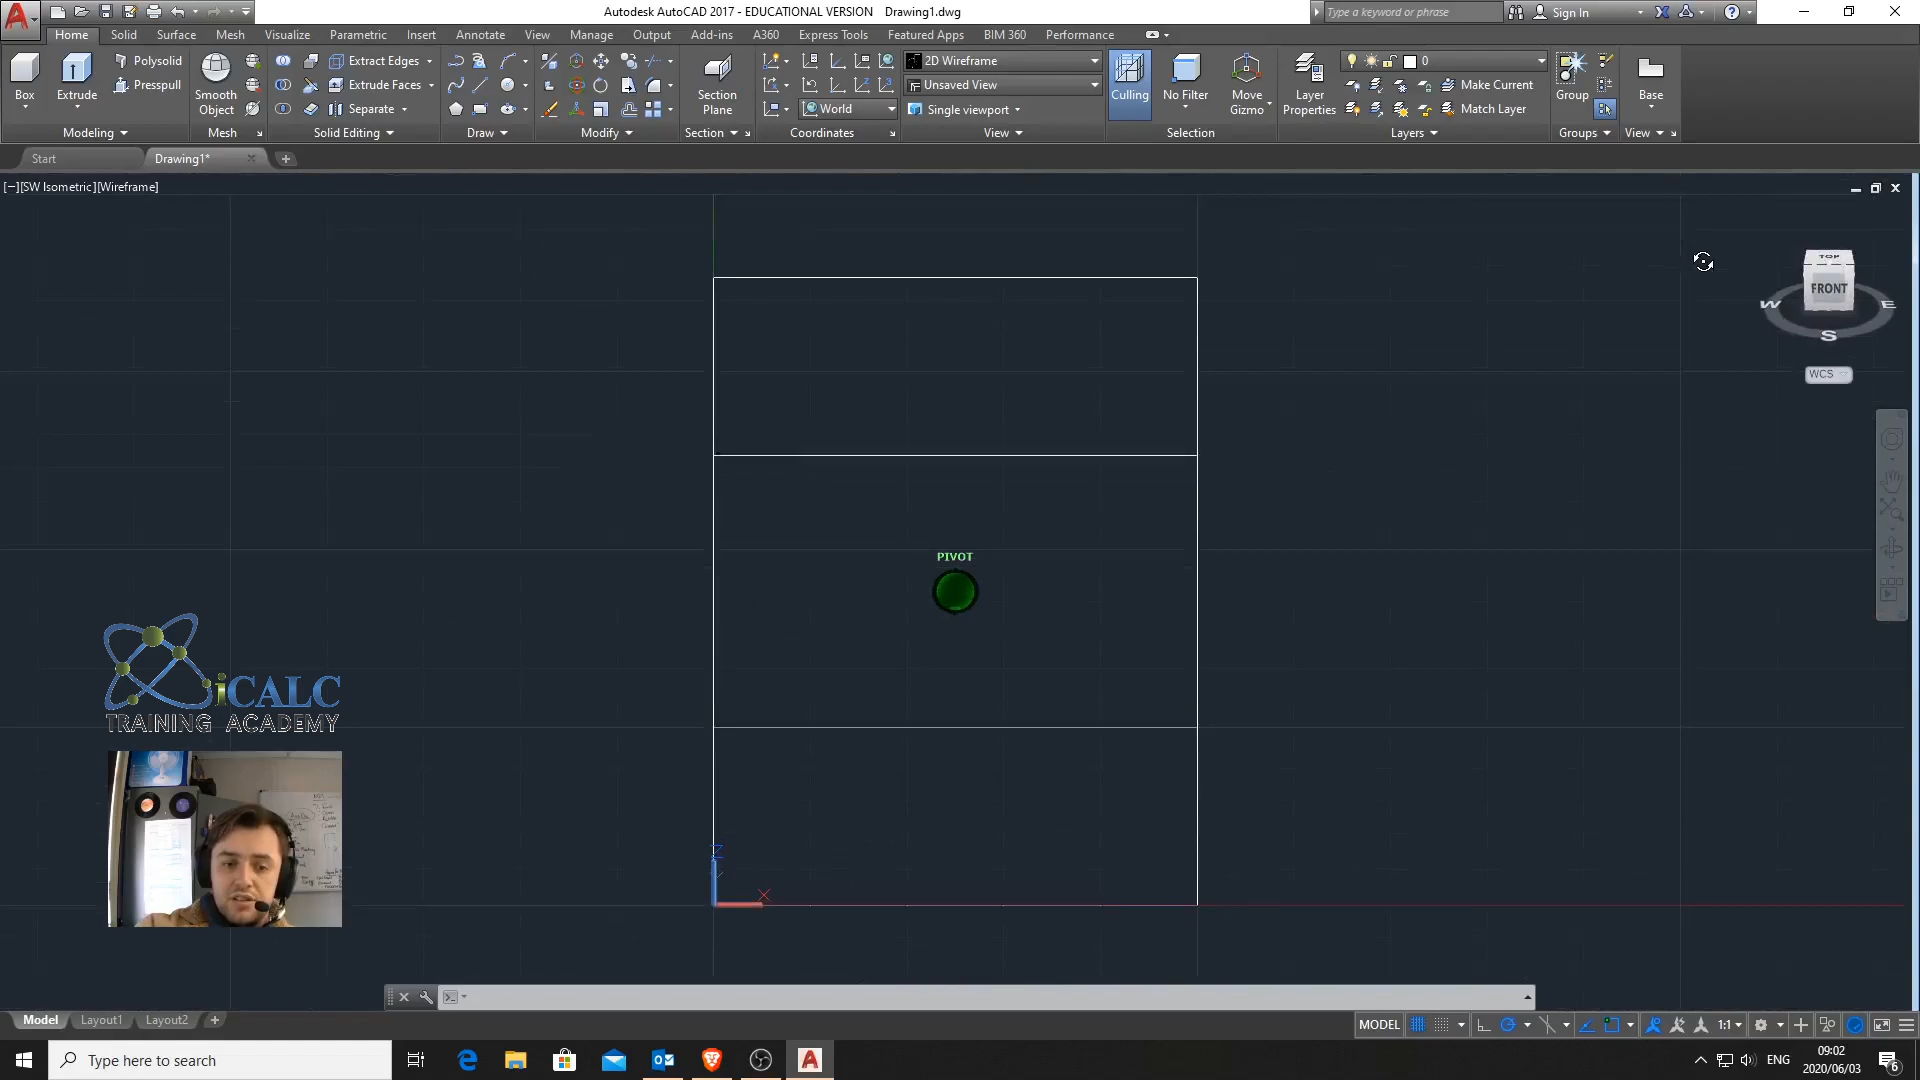 Autodesk AutoCAD 2017 - EDUCATIONAL VERSION Drawing1.dwg
Type a keyword or phrase
Sign In
Home Solid Surface Mesh Visualize Parametric Insert Annotate View Manage Output Add-ins A360 Express Tools Featured Apps BIM 360 Performance
Box
Extrude
Polysolid
Presspull
Smooth Object
Extract Edges
Extrude Faces
Separate
Section Plane
World
2D Wireframe
Unsaved View
Single viewport
Culling
No Filter
Move Gizmo
Layer Properties
0
Make Current
Match Layer
Group
Base
Modeling Mesh Solid Editing Draw Modify Section Coordinates View Selection Layers Groups View
Start Drawing1*
[−][SW Isometric][Wireframe]
TOP
FRONT
W E
S
WCS
PIVOT
iCALC
TRAINING ACADEMY
Z
X
Model Layout1 Layout2
MODEL 1:1
Type here to search
ENG
09:02
2020/06/03
6